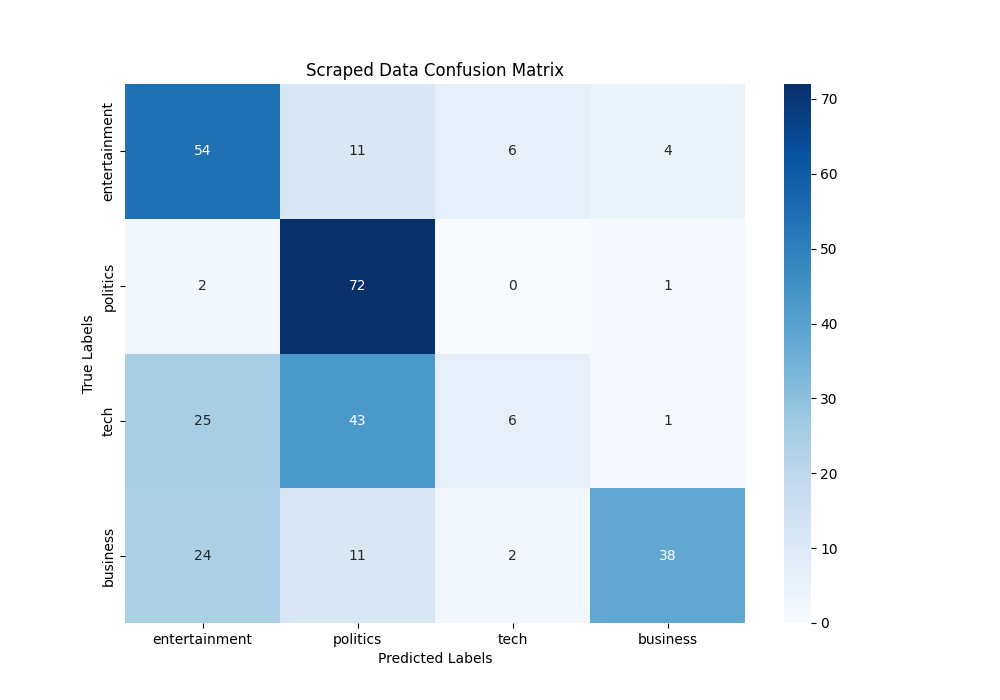 Scraped Data Confusion Matrix
True Labels
entertainment
54 11 6 4
politics
2 72 0 1
tech
25 43 6 1
business
24 11 2 38
entertainment politics tech business
Predicted Labels
70
60
50
40
30
20
10
0